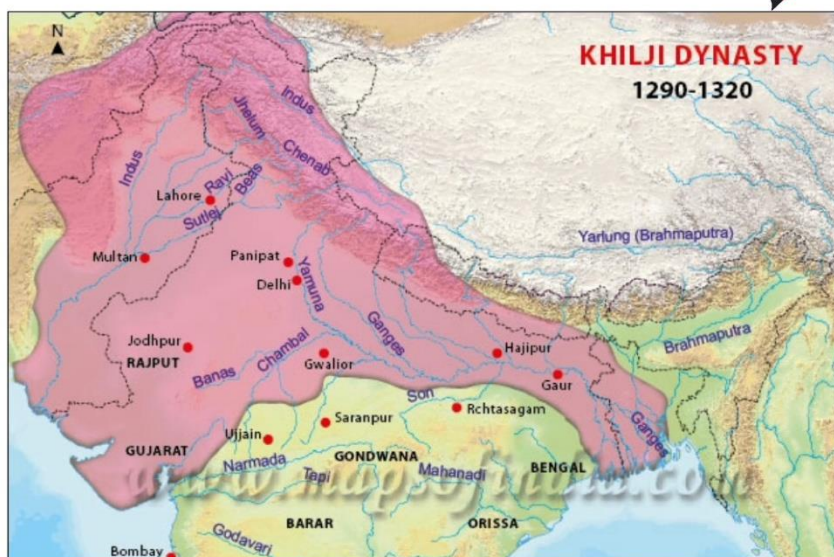 N
KHILJI DYNASTY
1290-1320
Indus
Jhelum
Chenab
Indus
Ravi
Beas
Lahore
Sutlej
Yarlung (Brahmaputra)
Multan
Panipat
Delhi
Yamuna
Brahmaputra
Ganges
Jodhpur
RAJPUT
Banas
Chambal
Gwalior
Hajipur
Gaur
Son
Rchtasagam
Ganges
Saranpur
Ujjain
GUJARAT
Narmada
GONDWANA
Tapi
Mahanadi
BENGAL
www.mapsofindia.com
BARAR
ORISSA
Godavari
Bombay